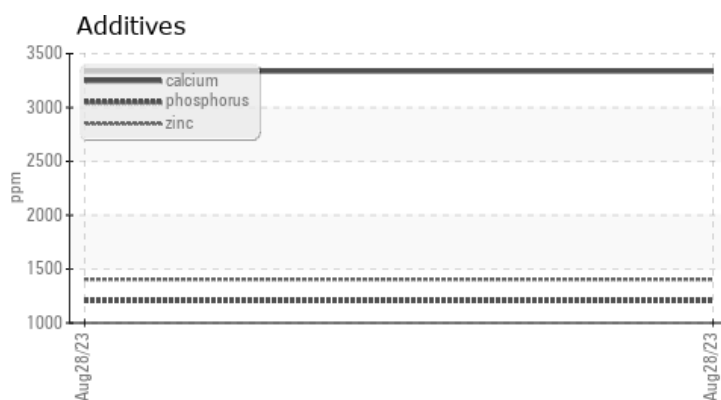 Additives
3500
3000
2500
2000
1500
1000
ppm
calcium
phosphorus
zinc
Aug28/23
Aug28/23